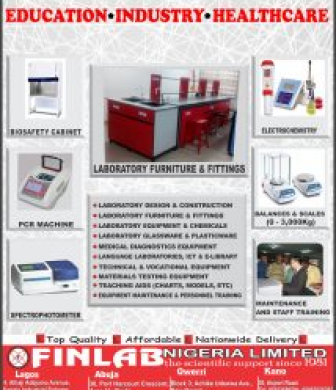 EDUCATION•INDUSTRY•HEALTHCARE
BIOSAFETY CABINET
LABORATORY FURNITURE & FITTINGS
ELECTRICHEMISTRY
PCR MACHINE
LABORATORY DESIGN & CONSTRUCTION
LABORATORY FURNITURE & FITTINGS
LABORATORY EQUIPMENT & CHEMICALS
LABORATORY GLASSWARE & PLASTICWARE
MEDICAL DIAGNOSTICS EQUIPMENT
LANGUAGE LABORATORIES, ICT & E-LIBRARY
TECHNICAL & VOCATIONAL EQUIPMENT
MATERIALS TESTING EQUIPMENT
TEACHING AIDS (CHARTS, MODELS, ETC)
EQUIPMENT MAINTENANCE & PERSONNEL TRAINING
BALANCES & SCALES
(0 - 3,000Kg)
SPECTROPHOTOMETER
MAINTENANCE
AND STAFF TRAINING
Top Quality Affordable Nationwide Delivery
FINLAB NIGERIA LIMITED
the scientific support since 1981
Lagos Abuja Owerri Kano